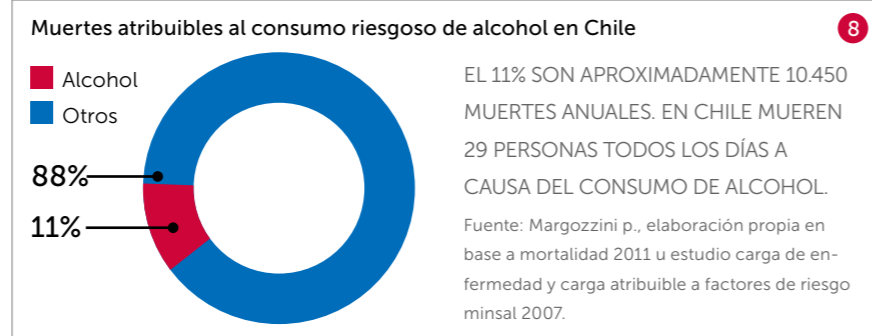 Muertes atribuibles al consumo riesgoso de alcohol en Chile
8
Alcohol
Otros
88%
11%
EL 11% SON APROXIMADAMENTE 10.450
MUERTES ANUALES. EN CHILE MUEREN
29 PERSONAS TODOS LOS DÍAS A
CAUSA DEL CONSUMO DE ALCOHOL.
Fuente: Margozzini p., elaboración propia en
base a mortalidad 2011 u estudio carga de en-
fermedad y carga atribuible a factores de riesgo
minsal 2007.